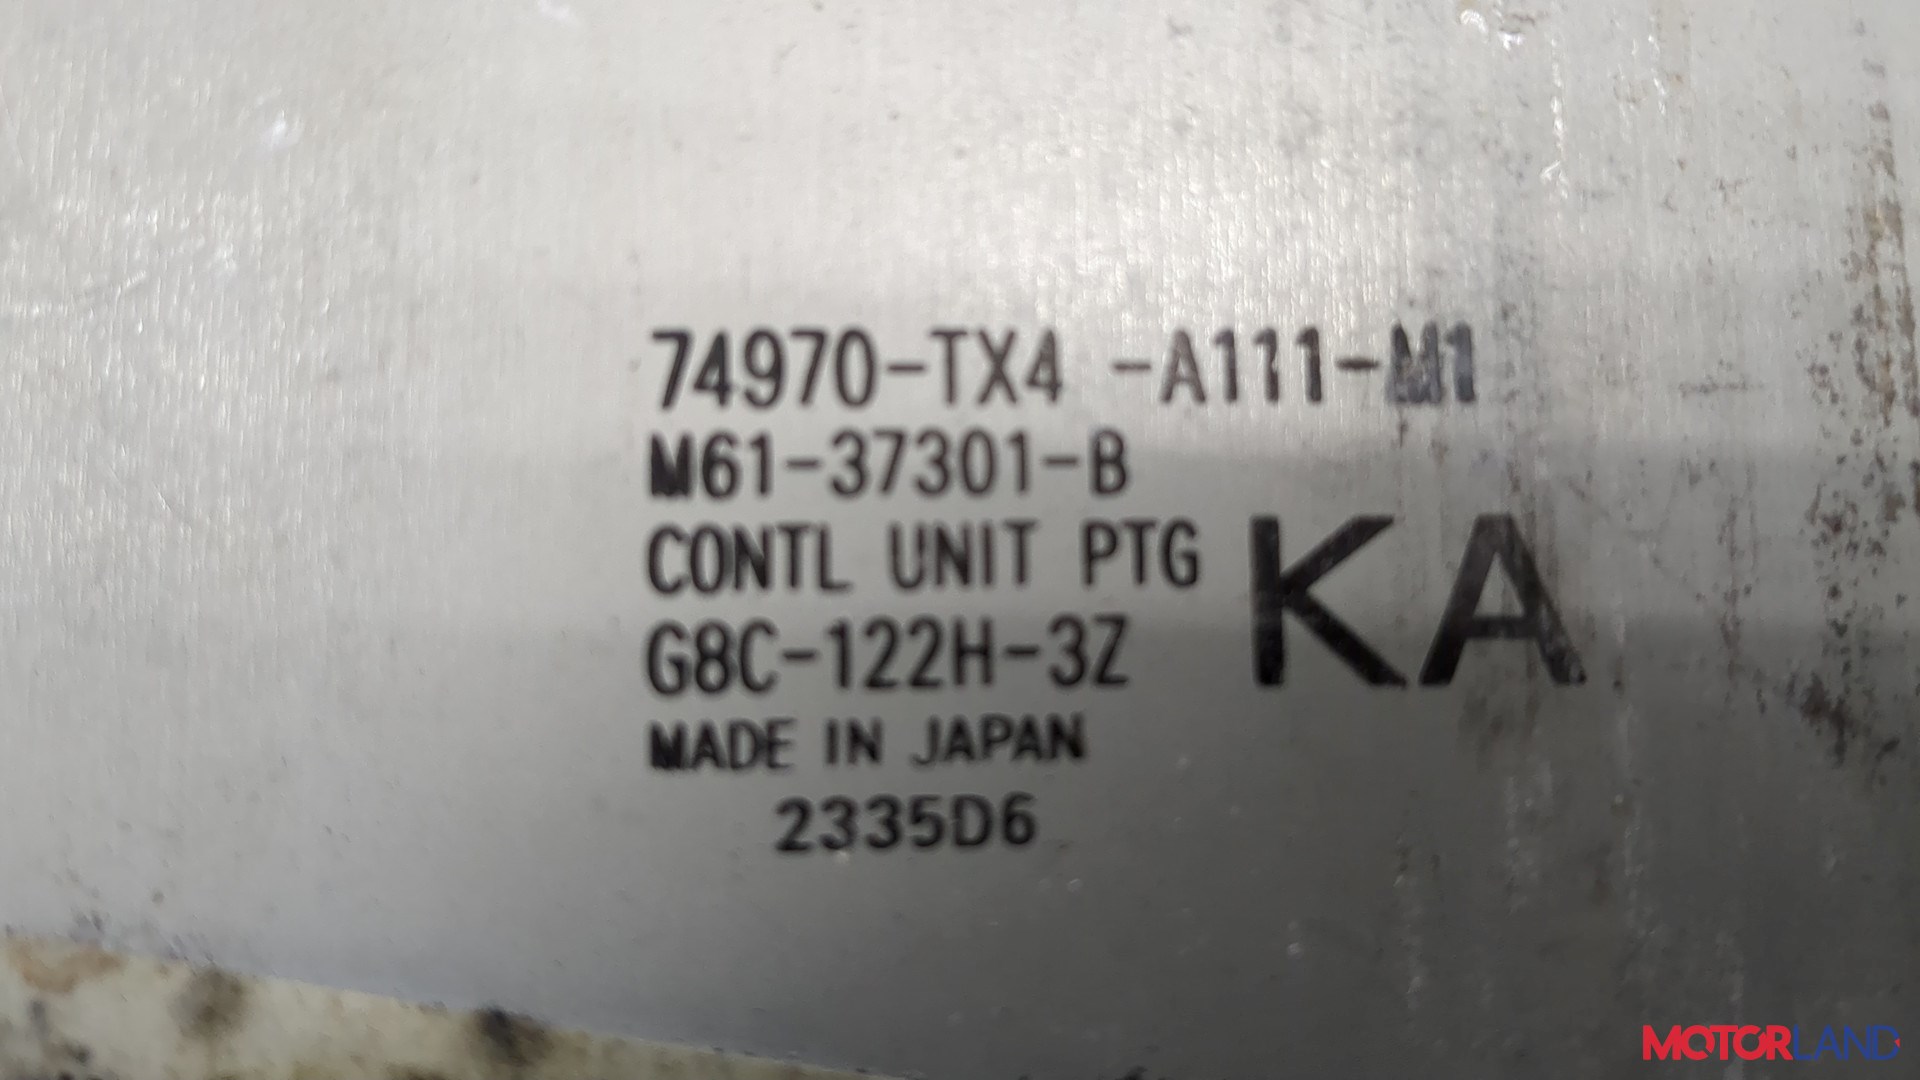 74970-TX4 -A111-M1
M61-37301-B
CONTL UNIT PTG
G8C-122H-3Z
KA
MADE IN JAPAN
2335D6
MOTORLAND